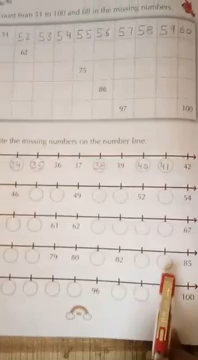 ount from 51 to 100 and fill in the missing numbers.
51 52 53 54 55 56 57 58 59 60
62
75
86
97 100
ite the missing numbers on the number line.
34 35 36 37 38 39 40 41 42
46 49 52 54
61 62 67
79 80 82 85
96 100